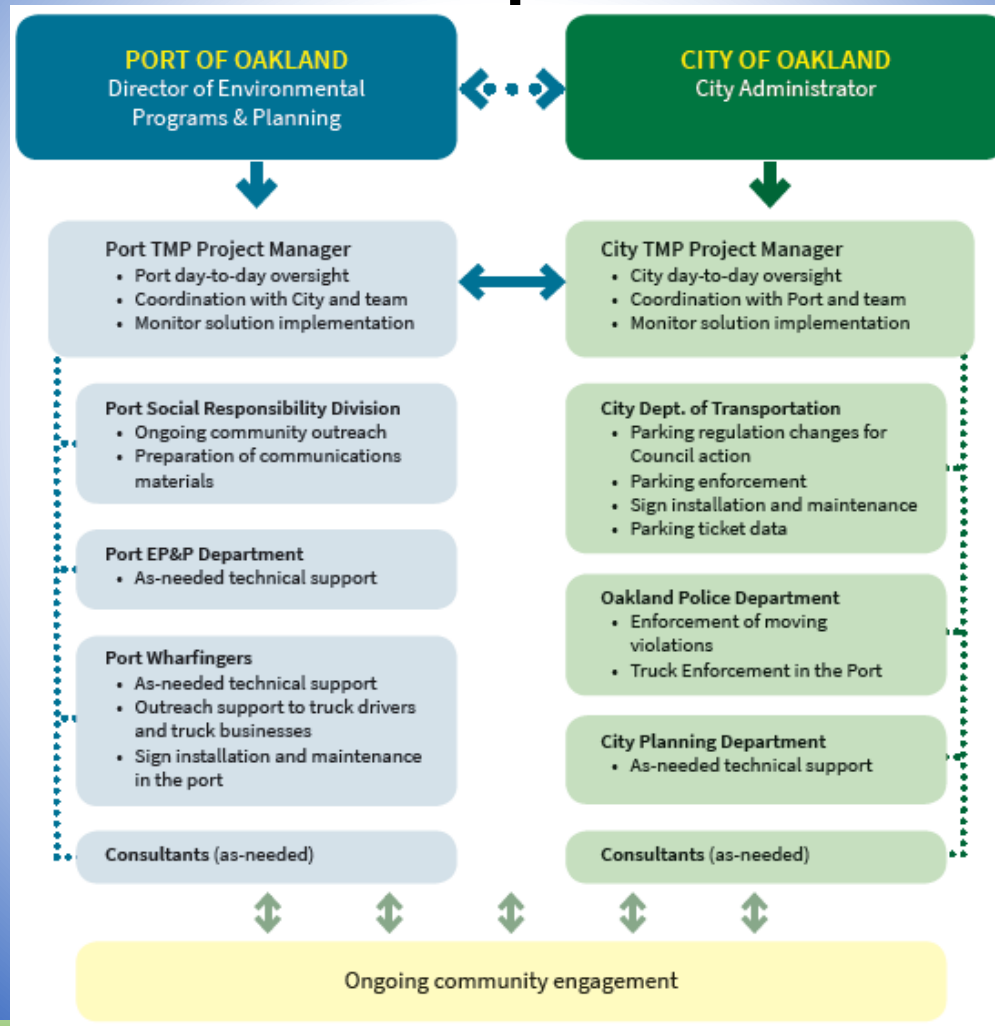 PORT OF OAKLAND
Director of Environmental
Programs & Planning
CITY OF OAKLAND
City Administrator
Port TMP Project Manager
• Port day-to-day oversight
• Coordination with City and team
• Monitor solution implementation
City TMP Project Manager
• City day-to-day oversight
• Coordination with Port and team
• Monitor solution implementation
Port Social Responsibility Division
• Ongoing community outreach
• Preparation of communications
materials
Port EP&P Department
• As-needed technical support
Port Wharfingers
• As-needed technical support
• Outreach support to truck drivers
and truck businesses
• Sign installation and maintenance
in the port
Consultants (as-needed)
City Dept. of Transportation
• Parking regulation changes for
Council action
• Parking enforcement
• Sign installation and maintenance
• Parking ticket data
Oakland Police Department
• Enforcement of moving
violations
• Truck Enforcement in the Port
City Planning Department
• As-needed technical support
Consultants (as-needed)
Ongoing community engagement